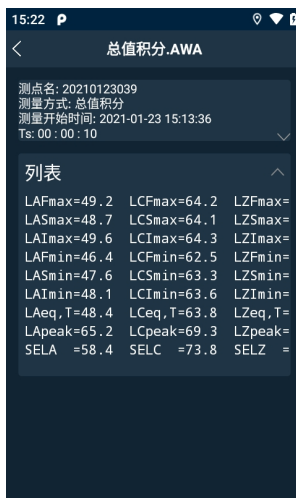 15:22
总值积分.AWA
测点名: 20210123039
测量方式: 总值积分
测量开始时间: 2021-01-23 15:13:36
Ts: 00 : 00 : 10
列表
LAFmax=49.2 LCFmax=64.2 LZFmax=
LASmax=48.7 LCSmax=64.1 LZSmax=
LAImax=49.6 LCImax=64.3 LZImax=
LAFmin=46.4 LCFmin=62.5 LZFmin=
LASmin=47.6 LCSmin=63.3 LZSmin=
LAImin=48.1 LCImin=63.6 LZImin=
LAeq,T=48.4 LCeq,T=63.8 LZeq,T=
LApeak=65.2 LCpeak=69.3 LZpeak=
SELA =58.4 SELC =73.8 SELZ =